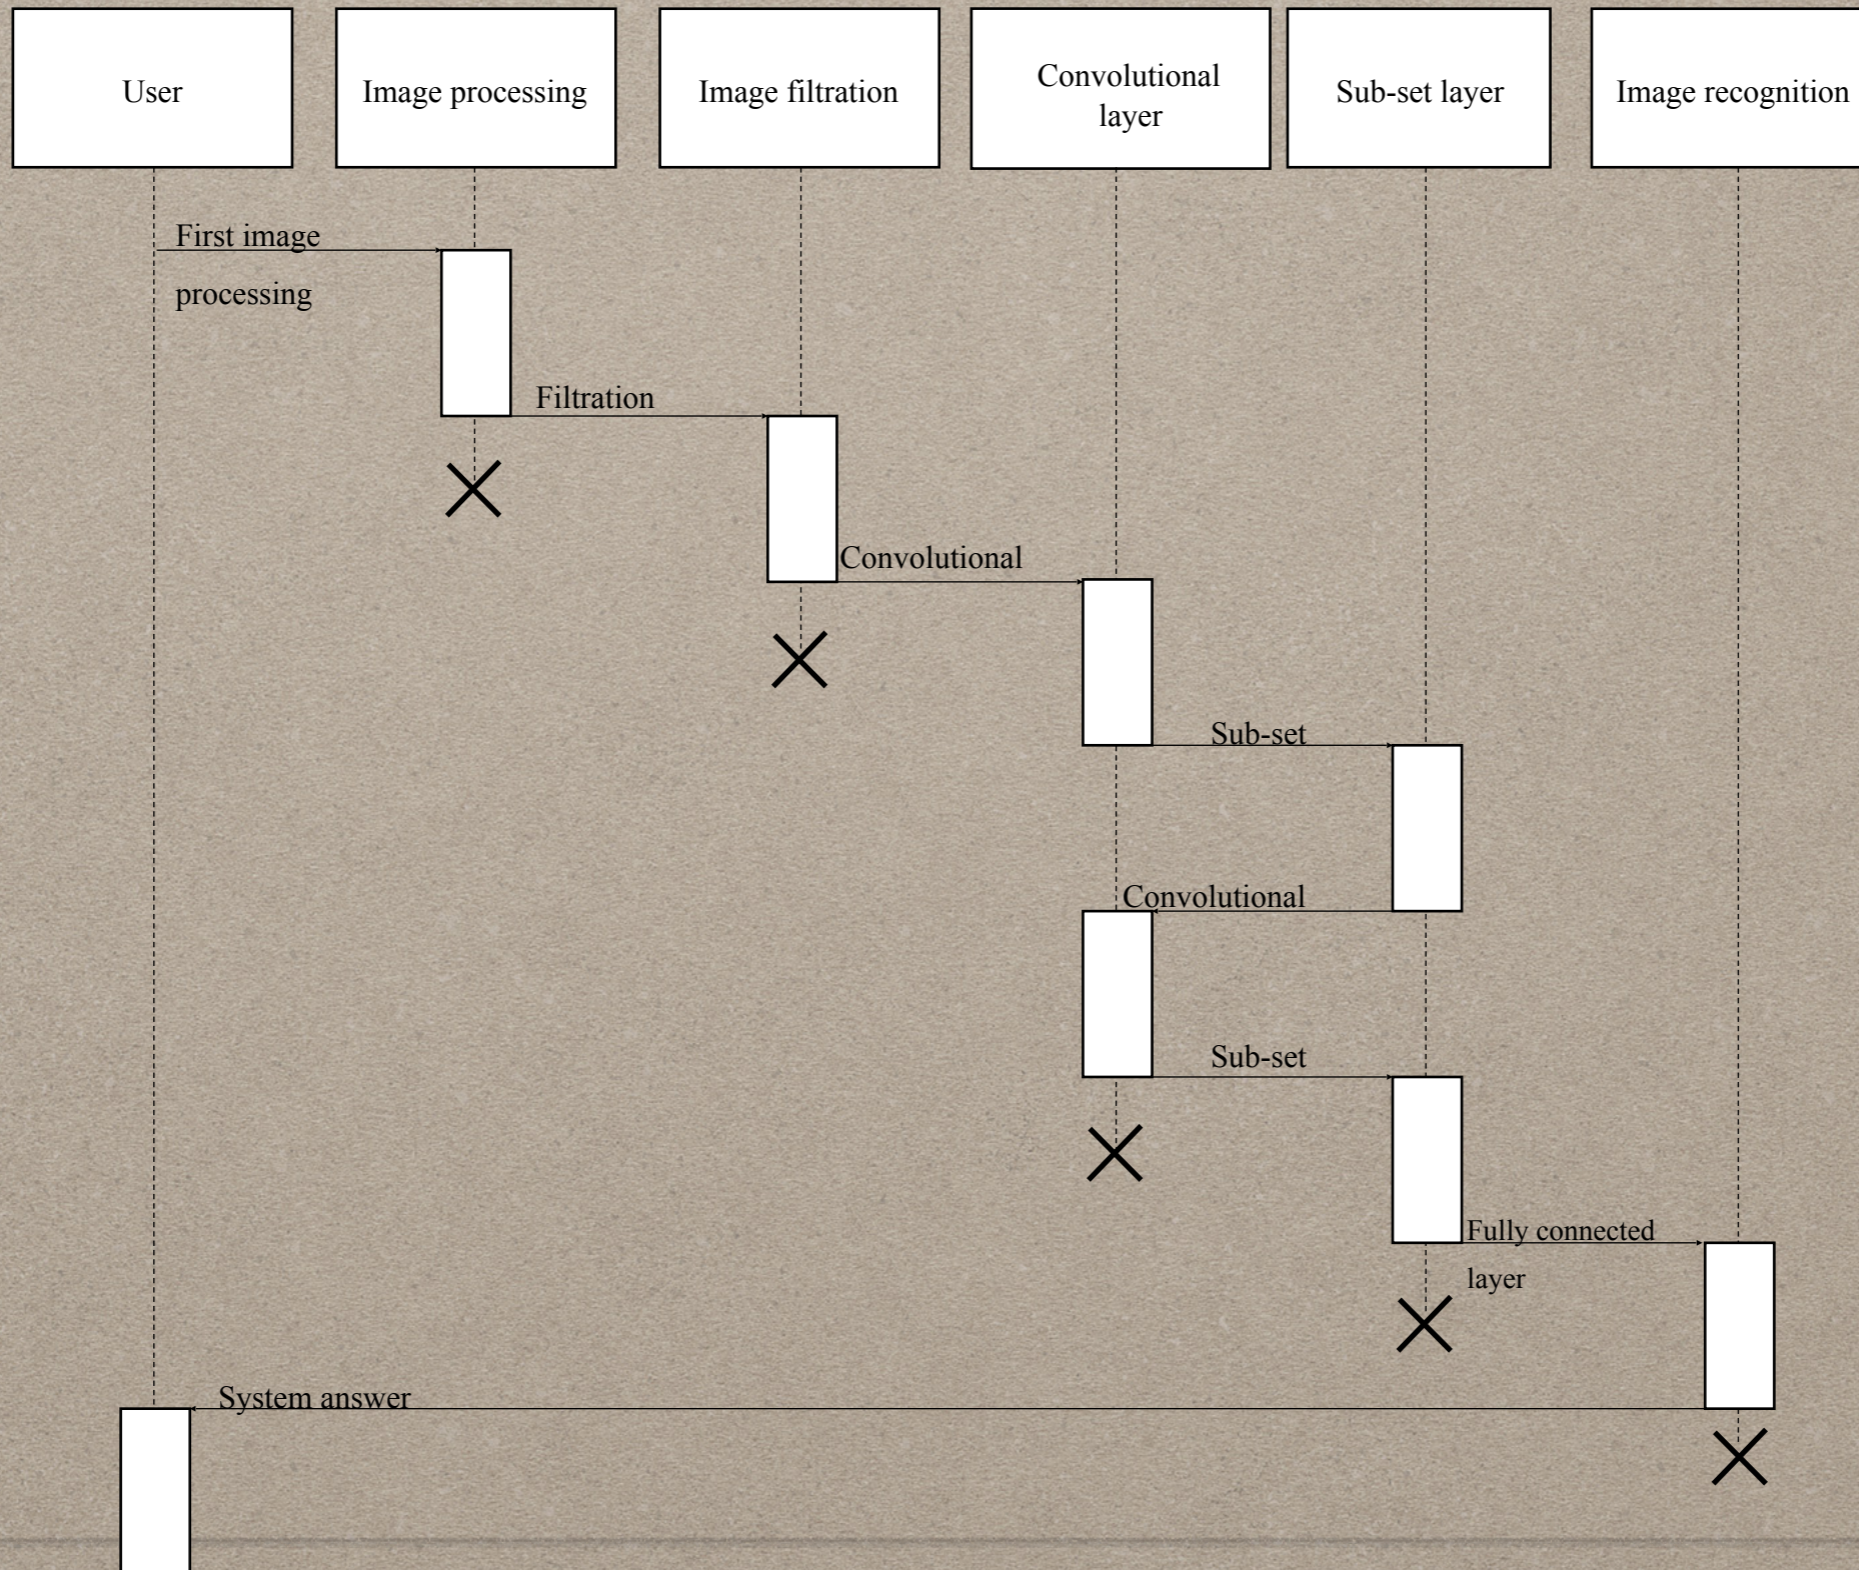 User
Image processing
Image filtration
Convolutional
layer
Sub-set layer
Image recognition
First image
processing
Filtration
Convolutional
Sub-set
Convolutional
Sub-set
Fully connected
layer
System answer